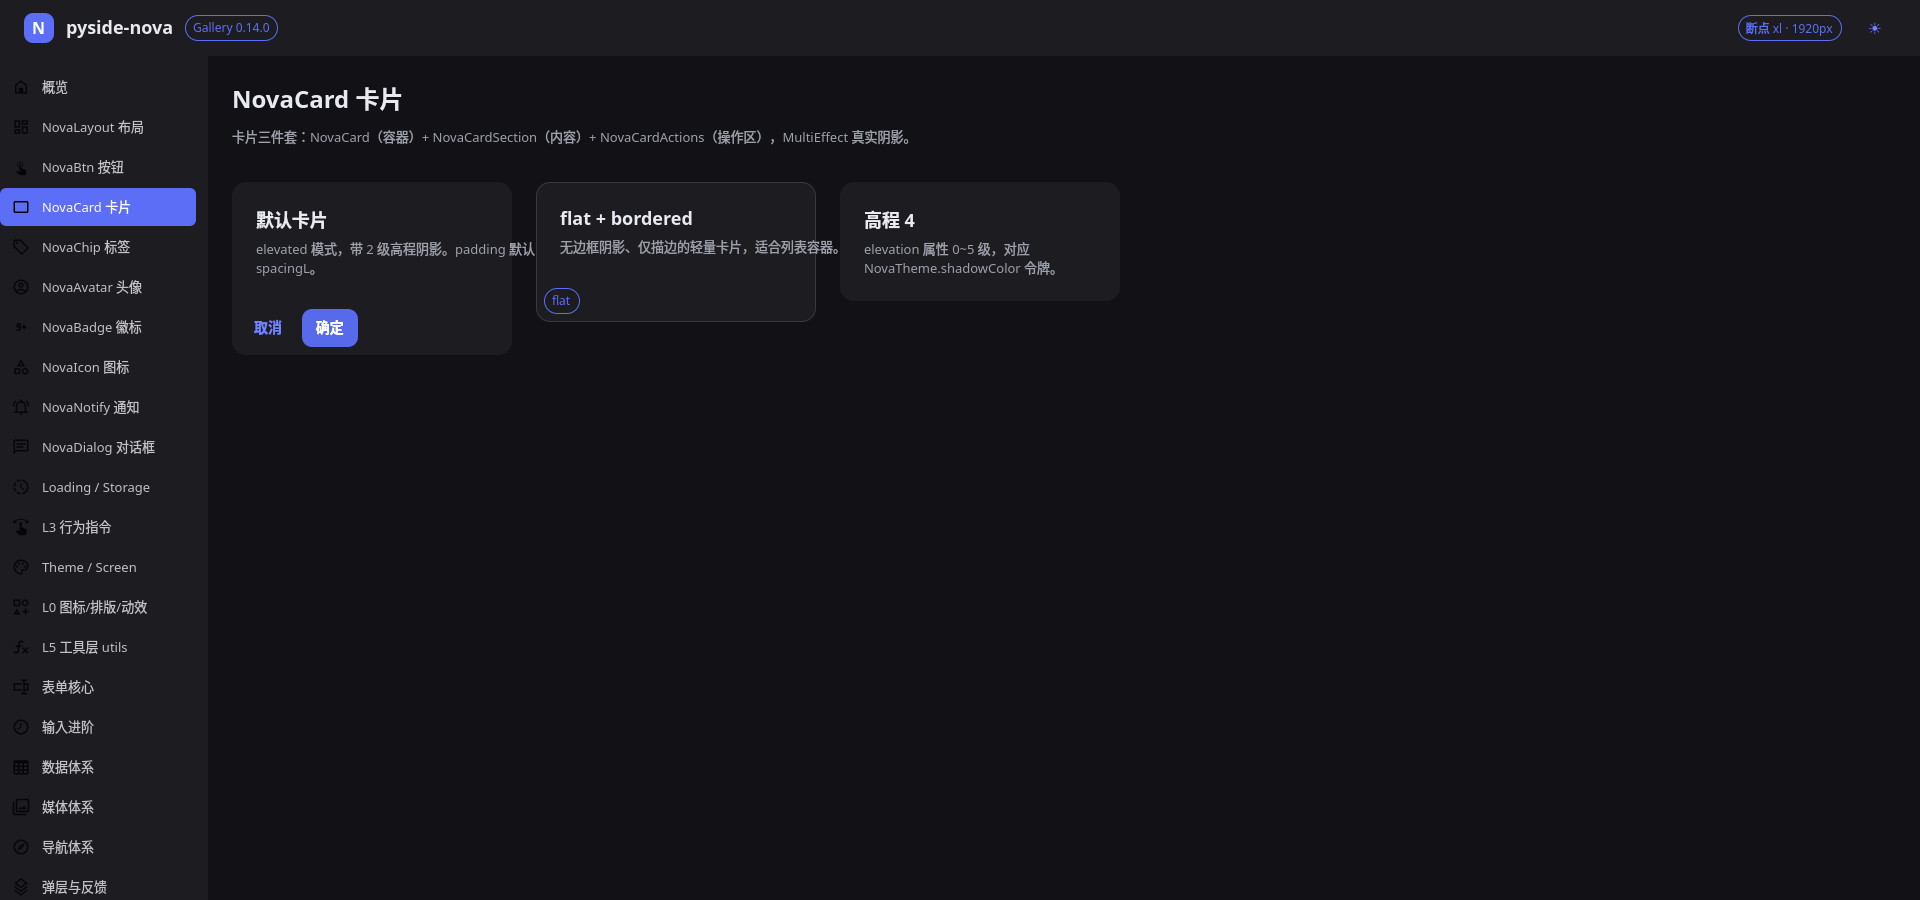 N pyside-nova Gallery 0.14.0
断点 xl · 1920px ☀
概览
NovaLayout 布局
NovaBtn 按钮
NovaCard 卡片
NovaChip 标签
NovaAvatar 头像
9+ NovaBadge 徽标
NovaIcon 图标
NovaNotify 通知
NovaDialog 对话框
Loading / Storage
L3 行为指令
Theme / Screen
L0 图标/排版/动效
L5 工具层 utils
表单核心
输入进阶
数据体系
媒体体系
导航体系
弹层与反馈
NovaCard 卡片
卡片三件套：NovaCard（容器）+ NovaCardSection（内容）+ NovaCardActions（操作区），MultiEffect 真实阴影。
默认卡片
elevated 模式，带 2 级高程阴影。padding 默认
spacingL。
取消 确定
flat + bordered
无边框阴影、仅描边的轻量卡片，适合列表容器。
flat
高程 4
elevation 属性 0~5 级，对应
NovaTheme.shadowColor 令牌。